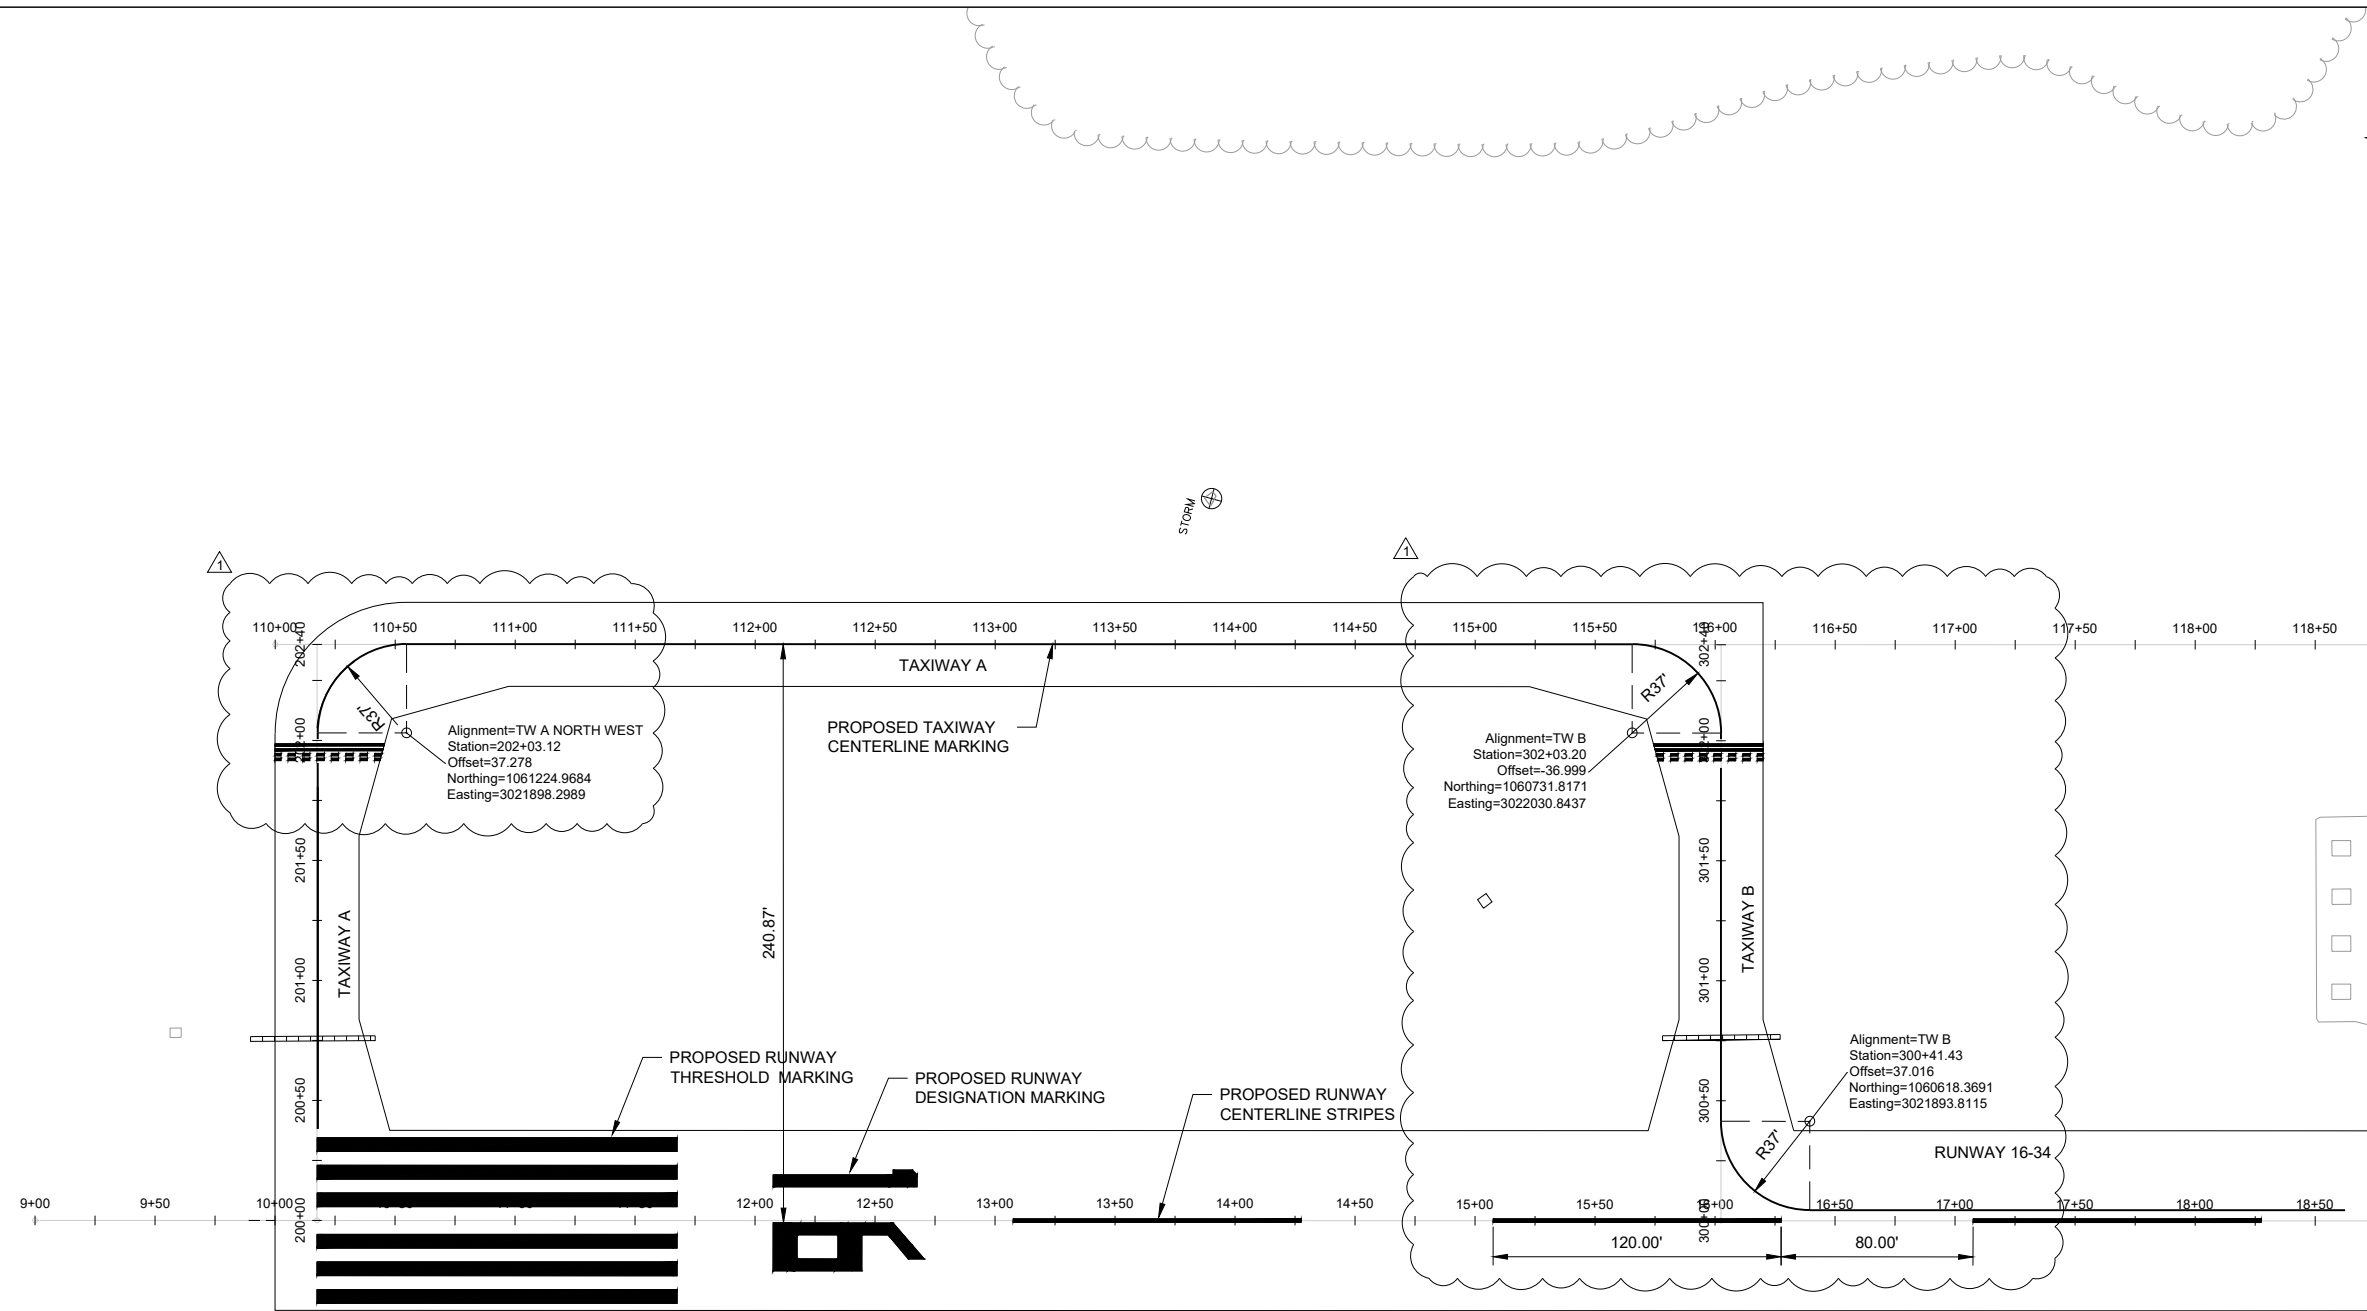 STORM
1
1
110+00
110+50
111+00
111+50
112+00
112+50
113+00
113+50
114+00
114+50
115+00
115+50
116+00
116+50
117+00
117+50
118+00
118+50
202+40
302+40
TAXIWAY A
R37'
R37'
PROPOSED TAXIWAY
CENTERLINE MARKING
Alignment=TW A NORTH WEST
Station=202+03.12
Offset=37.278
Northing=1061224.9684
Easting=3021898.2989
Alignment=TW B
Station=302+03.20
Offset=-36.999
Northing=1060731.8171
Easting=3022030.8437
202+00
302+00
201+50
301+50
TAXIWAY A
240.87'
TAXIWAY B
201+00
301+00
PROPOSED RUNWAY
THRESHOLD MARKING
PROPOSED RUNWAY
DESIGNATION MARKING
PROPOSED RUNWAY
CENTERLINE STRIPES
Alignment=TW B
Station=300+41.43
Offset=37.016
Northing=1060618.3691
Easting=3021893.8115
200+50
300+50
R37'
RUNWAY 16-34
9+00
9+50
10+00
12+00
12+50
13+00
13+50
14+00
14+50
15+00
15+50
16+00
16+50
17+00
17+50
18+00
18+50
200+00
300+00
120.00'
80.00'